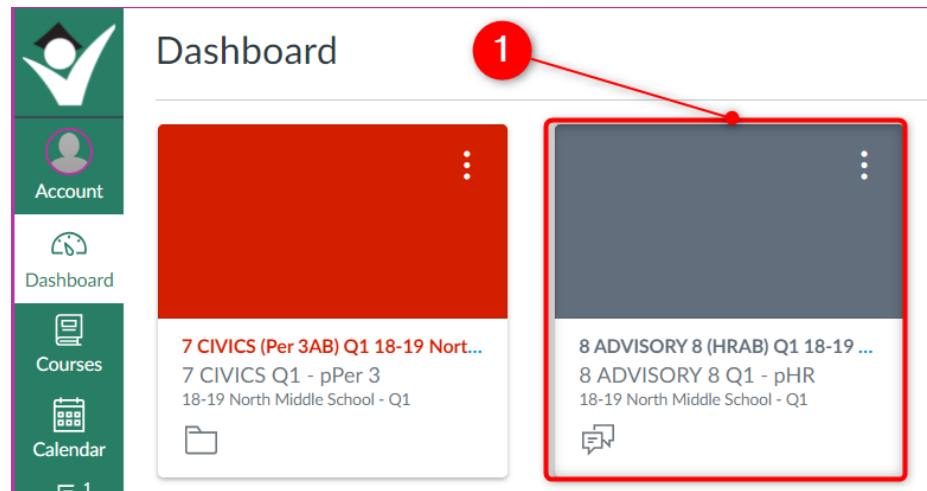 Dashboard
1
Account
Dashboard
Courses
Calendar
1
7 CIVICS (Per 3AB) Q1 18-19 Nort...
7 CIVICS Q1 - pPer 3
18-19 North Middle School - Q1
8 ADVISORY 8 (HRAB) Q1 18-19 ...
8 ADVISORY 8 Q1 - pHR
18-19 North Middle School - Q1